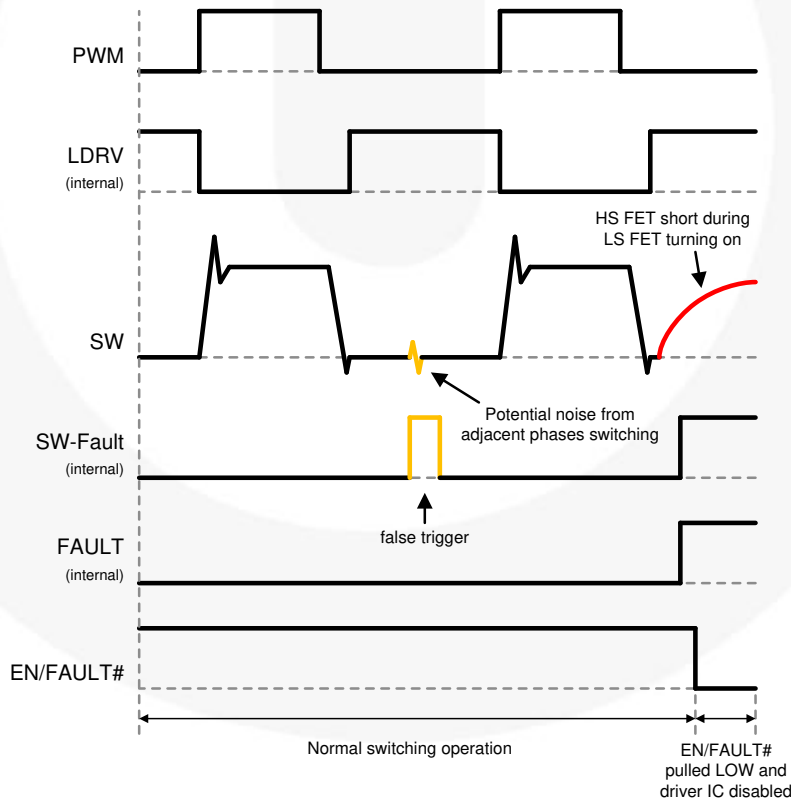 PWM
LDRV
(internal)
HS FET short during
LS FET turning on
SW
Potential noise from
adjacent phases switching
SW-Fault
(internal)
false trigger
FAULT
(internal)
EN/FAULT#
Normal switching operation
EN/FAULT#
pulled LOW and
driver IC disabled